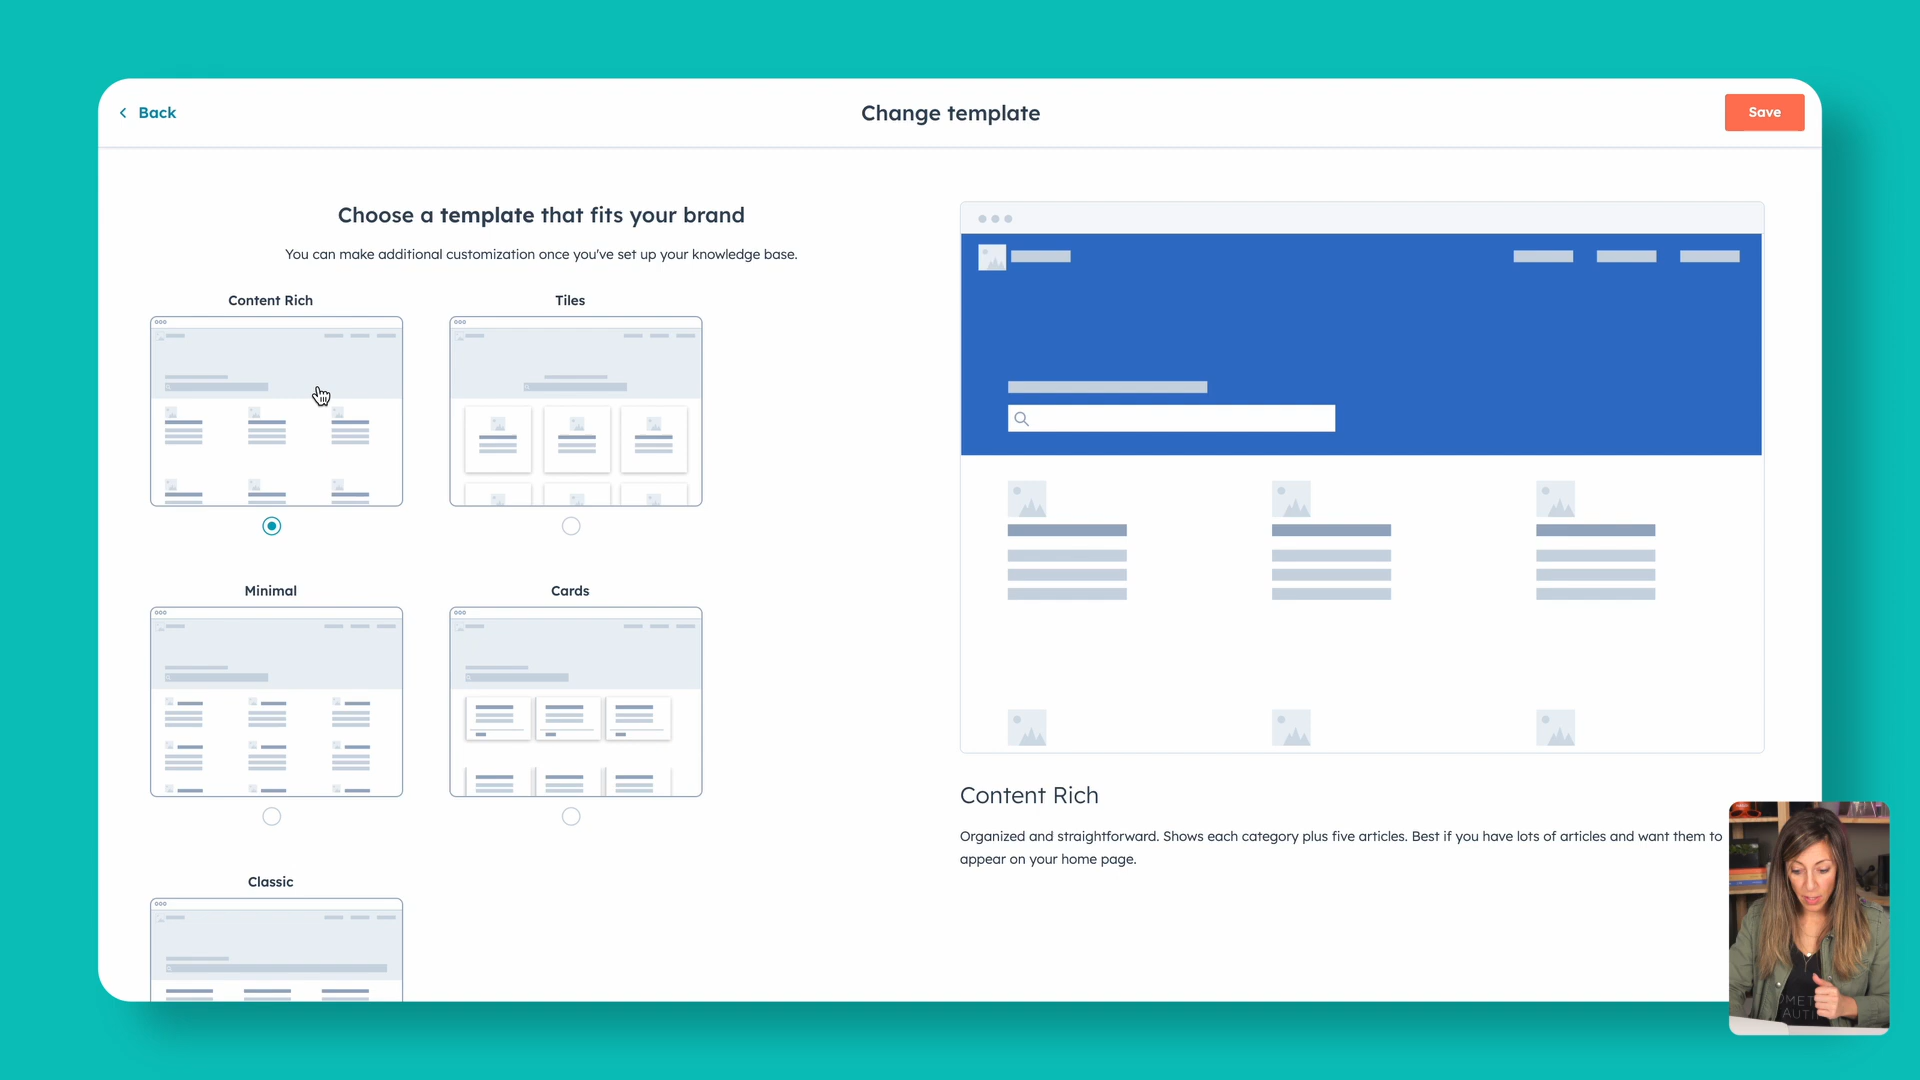 Back
Change template
Save
Choose a template that fits your brand
You can make additional customization once you've set up your knowledge base.
Content Rich
Tiles
Minimal
Cards
Classic
Content Rich
Organized and straightforward. Shows each category plus five articles. Best if you have lots of articles and want them to
appear on your home page.